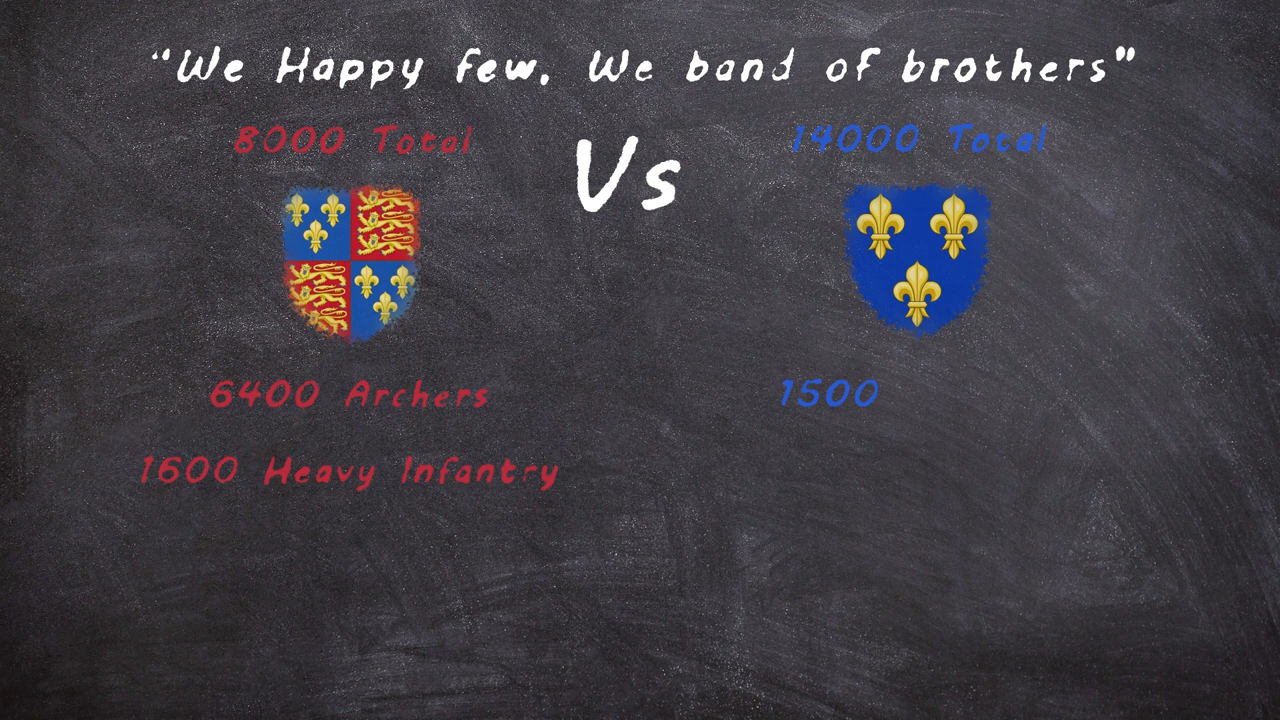 “We Happy few, We band of brothers”
8000 Total
Vs
14000 Total
6400 Archers
1500
1600 Heavy Infantry